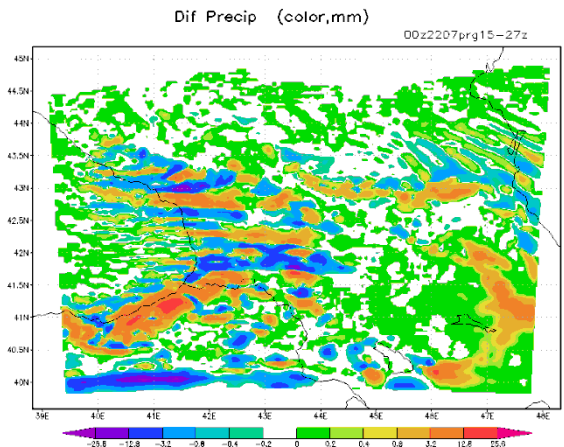 Dif Precip (color,mm)
00z2207prg15-27z
45N
44.5N
44N
43.5N
43N
42.5N
42N
41.5N
41N
40.5N
40N
39E 40E 41E 42E 43E 44E 45E 46E 47E 48E
-25.6 -12.8 -3.2 -0.8 -0.4 -0.2 0 0.2 0.4 0.8 3.2 12.8 25.6